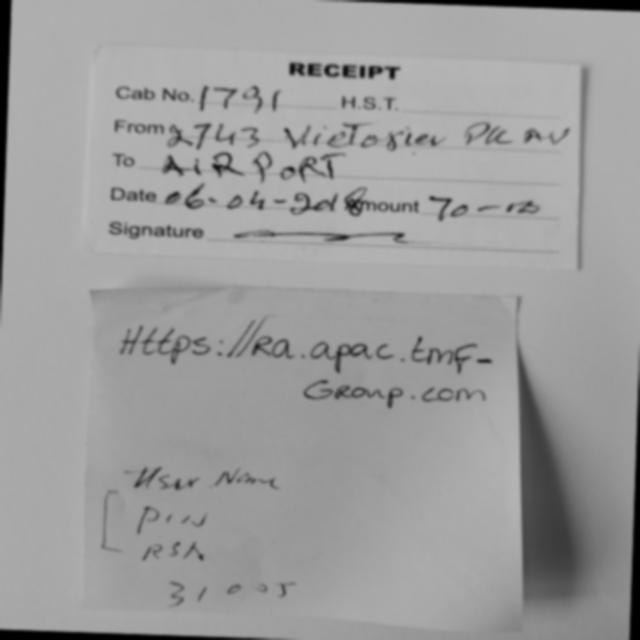 RECEIPT
Cab No. 1791 H.S.T.
From 2743 Victoria PK AV
To AIRPORT
Date 06-04-2018 Amount 70-00
Signature
Https://ra.apac.tmf-
Group.com
User Name
PIN
RSA
31005